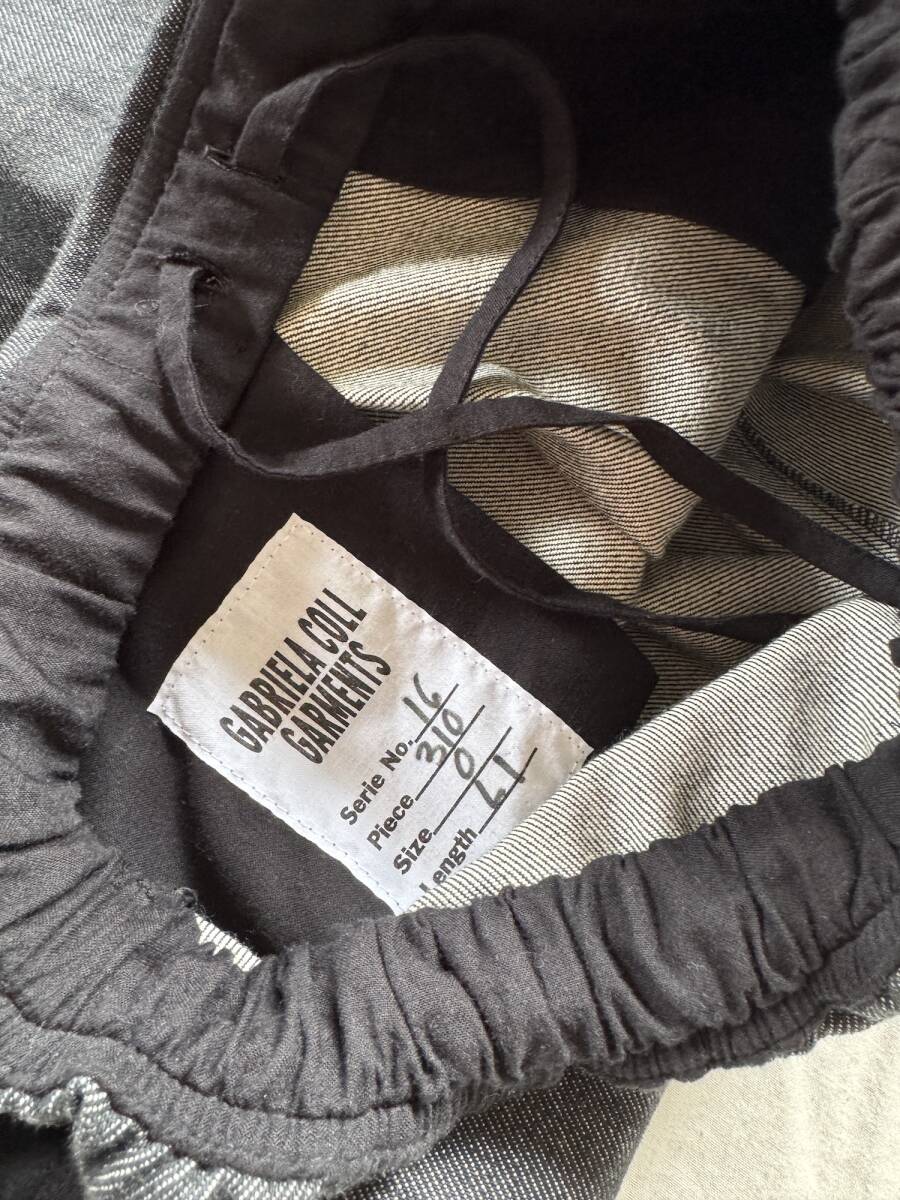 GABRIELA COLL
GARMENTS
Serie No. 16
Piece 310
Size 0
Length 61